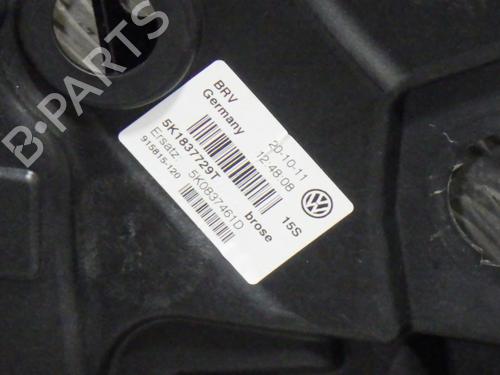 B-PARTS
BRV
Germany
20-10-11
12:48:08
5K1837729T
Ersatz.
5K0837461D
915815-120
brose
15S